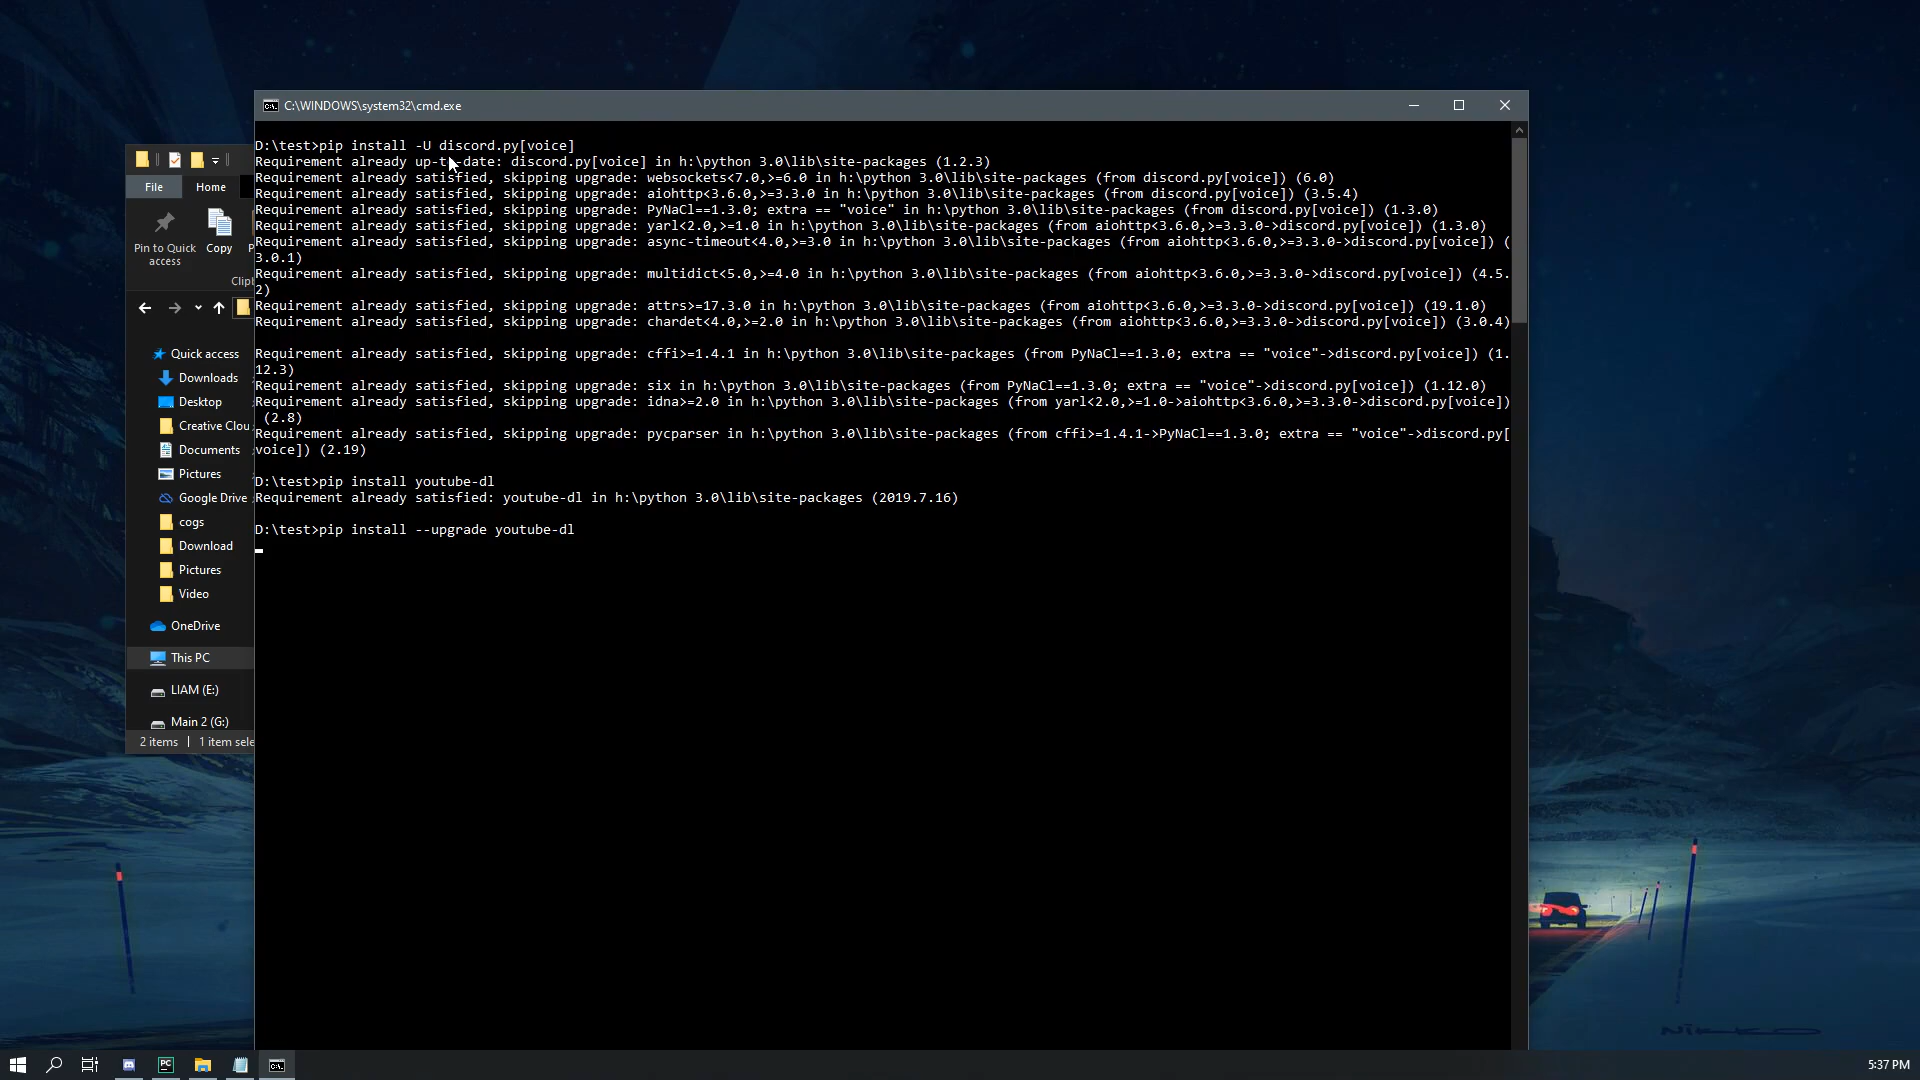 C:\WINDOWS\system32\cmd.exe
D:\test>pip install -U discord.py[voice]
Requirement already up-to-date: discord.py[voice] in h:\python 3.0\lib\site-packages (1.2.3)
Requirement already satisfied, skipping upgrade: websockets<7.0,>=6.0 in h:\python 3.0\lib\site-packages (from discord.py[voice]) (6.0)
Requirement already satisfied, skipping upgrade: aiohttp<3.6.0,>=3.3.0 in h:\python 3.0\lib\site-packages (from discord.py[voice]) (3.5.4)
Requirement already satisfied, skipping upgrade: PyNaCl==1.3.0; extra == "voice" in h:\python 3.0\lib\site-packages (from discord.py[voice]) (1.3.0)
Requirement already satisfied, skipping upgrade: yarl<2.0,>=1.0 in h:\python 3.0\lib\site-packages (from aiohttp<3.6.0,>=3.3.0->discord.py[voice]) (1.3.0)
Requirement already satisfied, skipping upgrade: async-timeout<4.0,>=3.0 in h:\python 3.0\lib\site-packages (from aiohttp<3.6.0,>=3.3.0->discord.py[voice]) (
3.0.1)
Requirement already satisfied, skipping upgrade: multidict<5.0,>=4.0 in h:\python 3.0\lib\site-packages (from aiohttp<3.6.0,>=3.3.0->discord.py[voice]) (4.5.
2)
Requirement already satisfied, skipping upgrade: attrs>=17.3.0 in h:\python 3.0\lib\site-packages (from aiohttp<3.6.0,>=3.3.0->discord.py[voice]) (19.1.0)
Requirement already satisfied, skipping upgrade: chardet<4.0,>=2.0 in h:\python 3.0\lib\site-packages (from aiohttp<3.6.0,>=3.3.0->discord.py[voice]) (3.0.4)
Requirement already satisfied, skipping upgrade: cffi>=1.4.1 in h:\python 3.0\lib\site-packages (from PyNaCl==1.3.0; extra == "voice"->discord.py[voice]) (1.
12.3)
Requirement already satisfied, skipping upgrade: six in h:\python 3.0\lib\site-packages (from PyNaCl==1.3.0; extra == "voice"->discord.py[voice]) (1.12.0)
Requirement already satisfied, skipping upgrade: idna>=2.0 in h:\python 3.0\lib\site-packages (from yarl<2.0,>=1.0->aiohttp<3.6.0,>=3.3.0->discord.py[voice])
(2.8)
Requirement already satisfied, skipping upgrade: pycparser in h:\python 3.0\lib\site-packages (from cffi>=1.4.1->PyNaCl==1.3.0; extra == "voice"->discord.py[
voice]) (2.19)
D:\test>pip install youtube-dl
Requirement already satisfied: youtube-dl in h:\python 3.0\lib\site-packages (2019.7.16)
D:\test>pip install --upgrade youtube-dl
File Home
Pin to Quick
access
Copy
P
Clipb
Quick access
Downloads
Desktop
Creative Clou
Documents
Pictures
Google Drive
cogs
Download
Pictures
Video
OneDrive
This PC
LIAM (E:)
Main 2 (G:)
2 items 1 item sele
5:37 PM